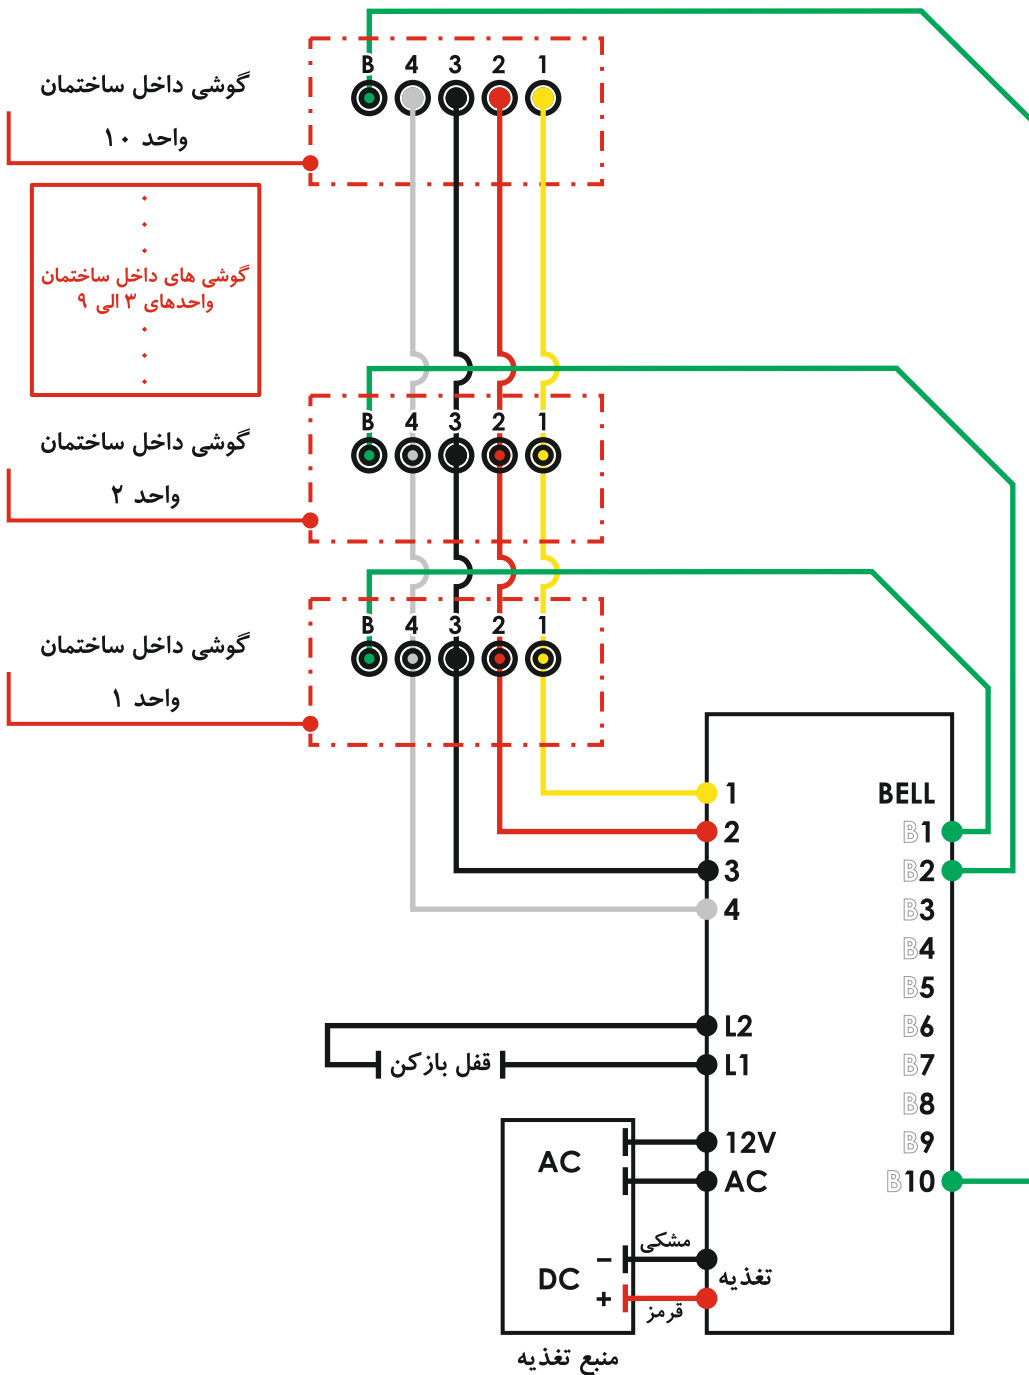 B 4 3 2 1
گوشی داخل ساختمان
واحد ۱۰
گوشی های داخل ساختمان
واحدهای ۳ الی ۹
B 4 3 2 1
گوشی داخل ساختمان
واحد ۲
B 4 3 2 1
گوشی داخل ساختمان
واحد ۱
1
2
3
4
L2
L1
قفل بازکن
12V
AC
تغذیه
BELL
B1
B2
B3
B4
B5
B6
B7
B8
B9
B10
AC
DC
−
+
مشکی
قرمز
منبع تغذیه